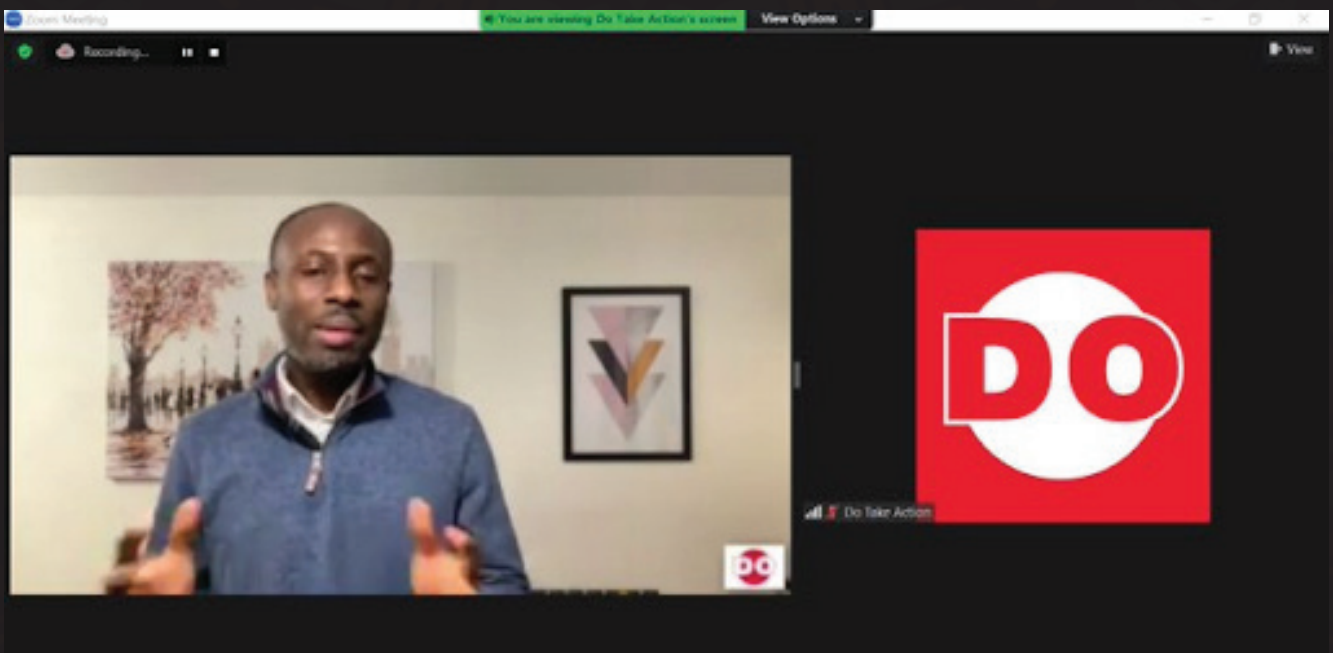 Zoom Meeting
You are viewing Do Take Action's screen
View Options
Recording...
View
DO
DO
Do Take Action